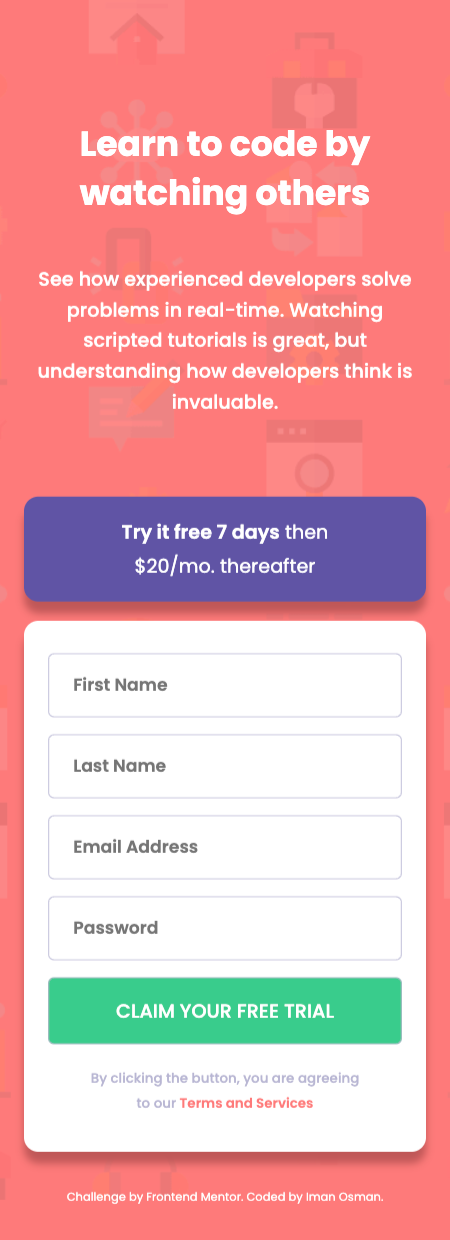 Learn to code by
watching others
See how experienced developers solve
problems in real-time. Watching
scripted tutorials is great, but
understanding how developers think is
invaluable.
Try it free 7 days then
$20/mo. thereafter
First Name
Last Name
Email Address
Password
CLAIM YOUR FREE TRIAL
By clicking the button, you are agreeing
to our Terms and Services
Challenge by Frontend Mentor. Coded by Iman Osman.